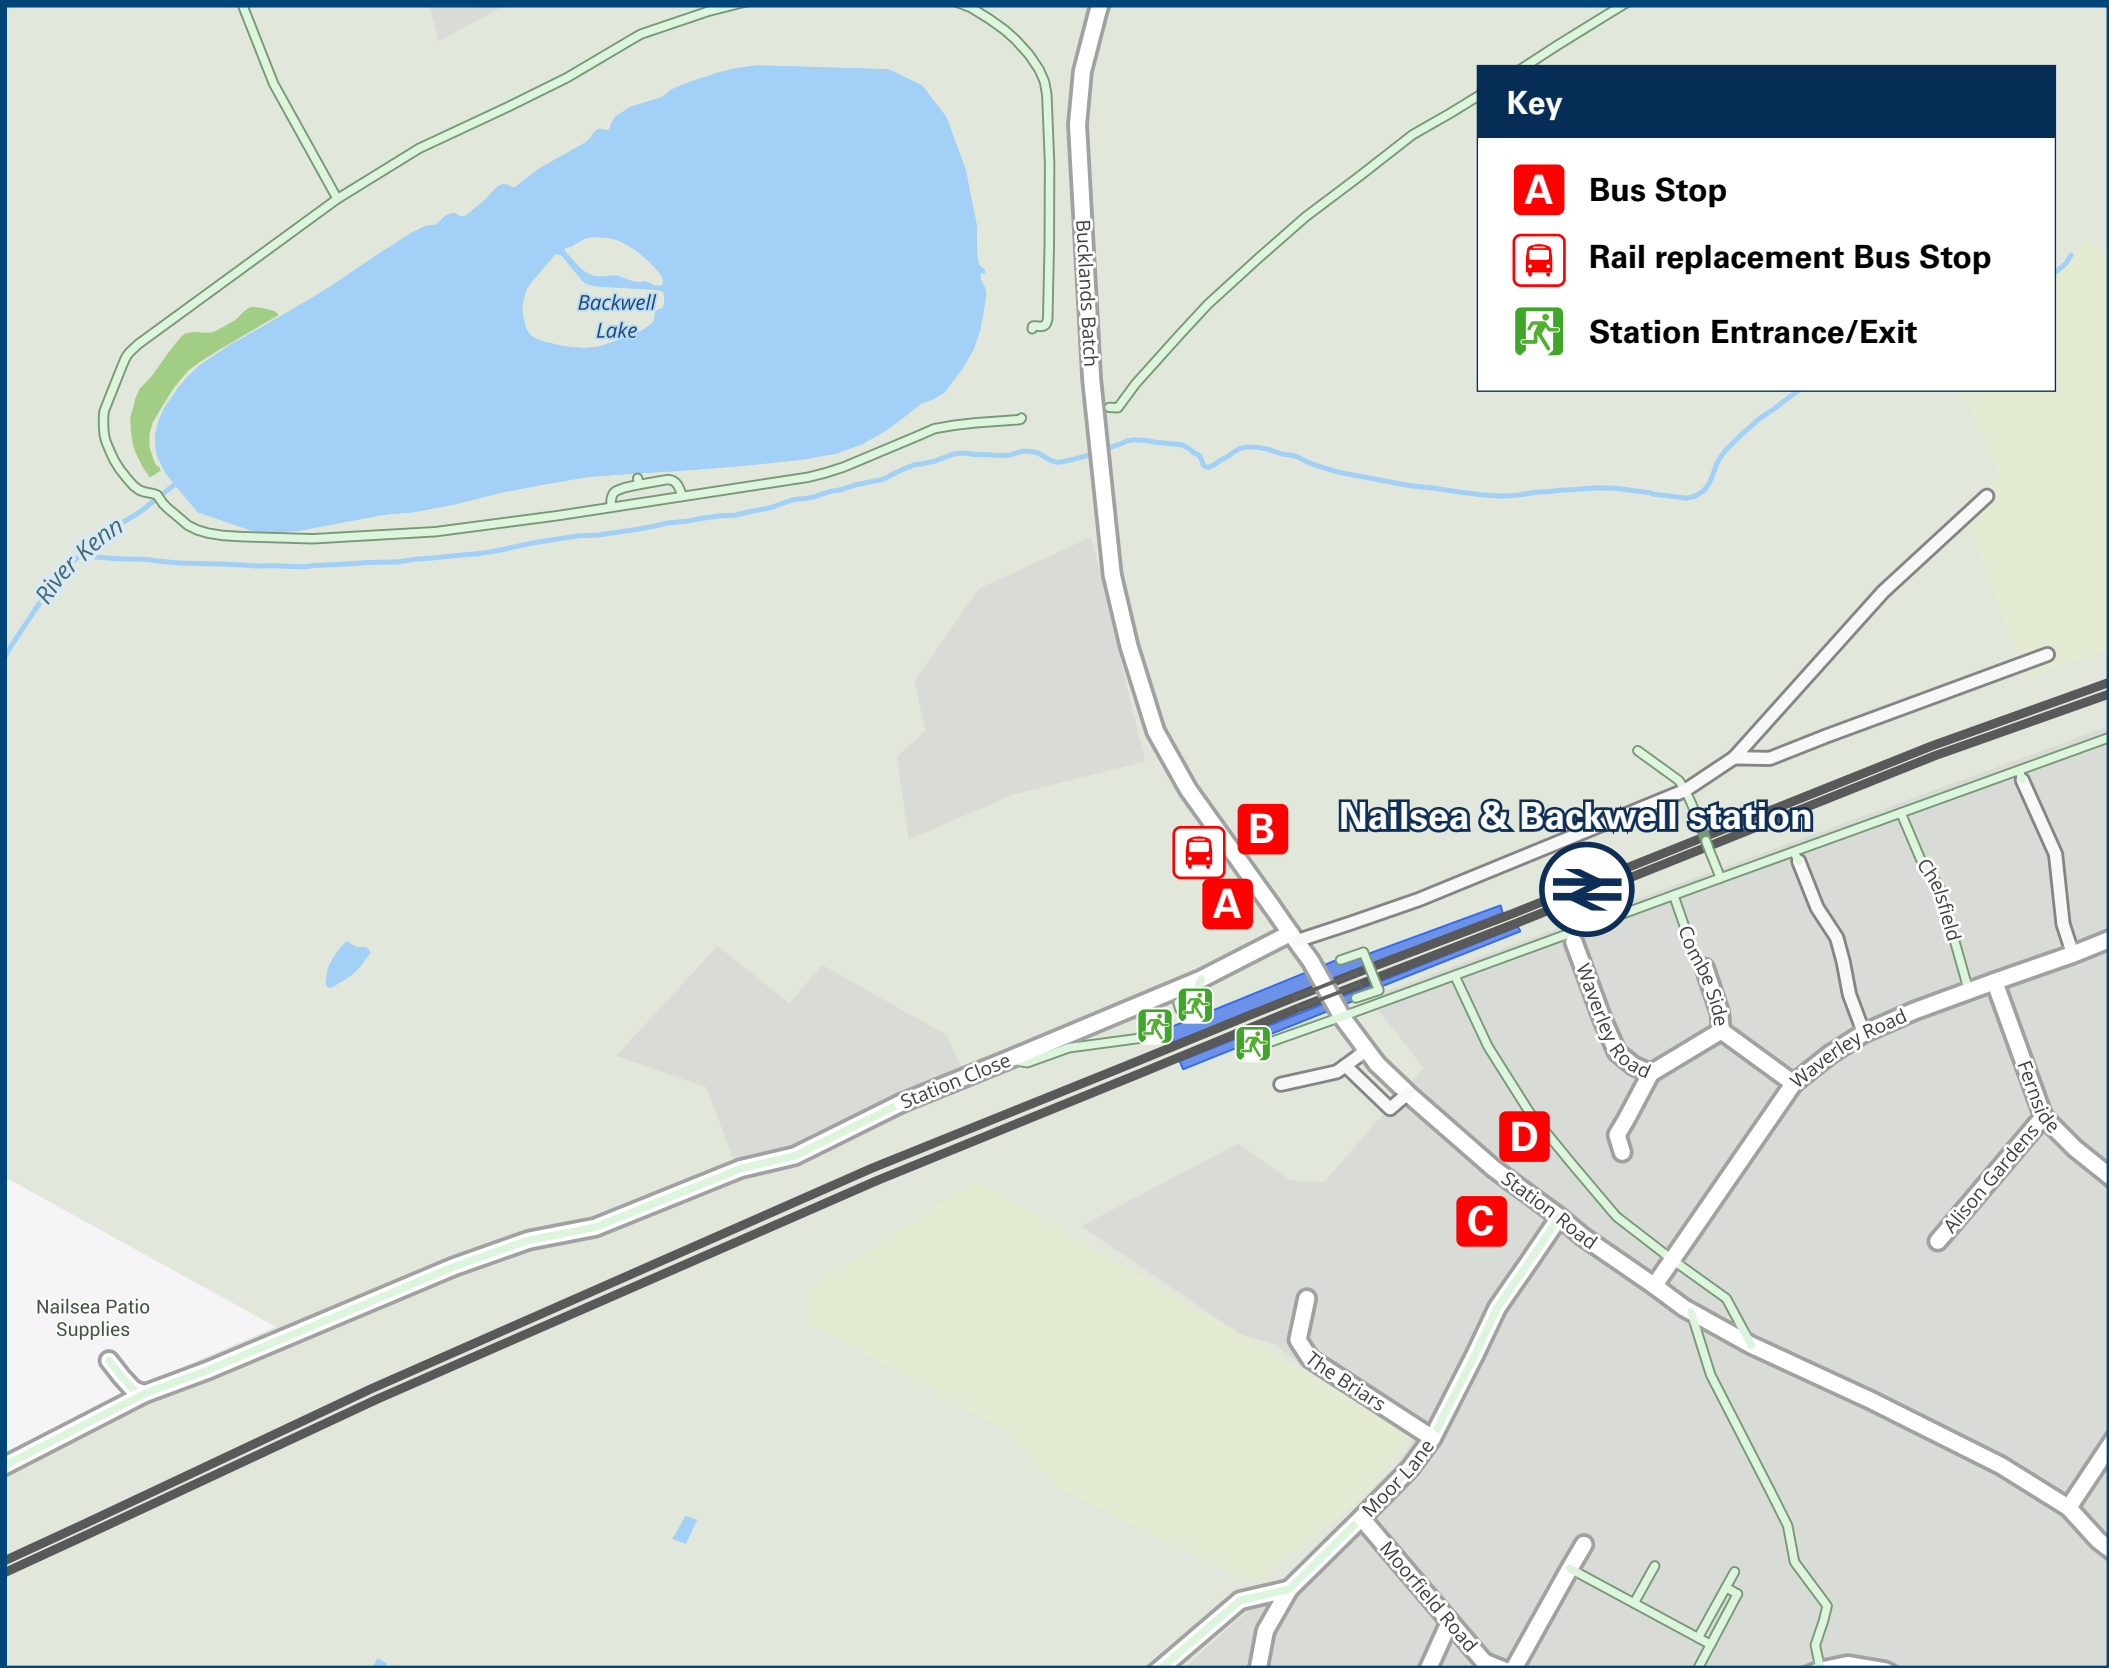 Key
A
Bus Stop
Rail replacement Bus Stop
Station Entrance/Exit
Bucklands Batch
Backwell
Lake
River Kenn
B
A
Nailsea & Backwell station
Chelsfield
Combe Side
Waverley Road
Waverley Road
Fernside
Alison Gardens
Station Close
D
C
Station Road
Nailsea Patio
Supplies
The Briars
Moor Lane
Moorfield Road